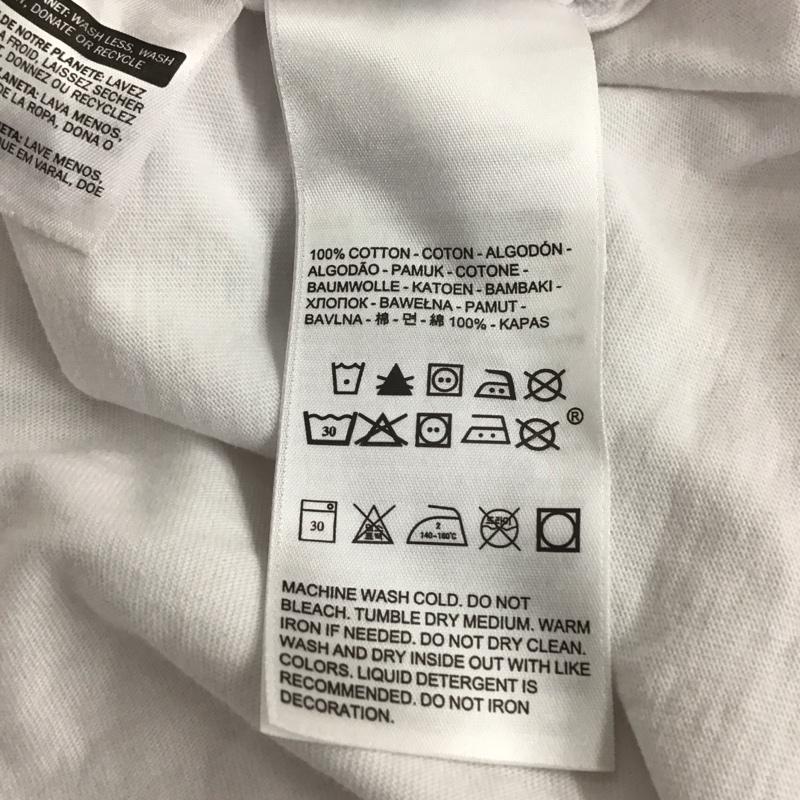 NET: WASH LESS, WASH
, DONATE OR RECYCLE
DE NOTRE PLANETE: LAVEZ
A FROID, LAISSEZ SECHER
, DONNEZ OU RECYCLEZ
LANETA: LAVA MENOS,
DE LA ROPA, DONA O
ETA: LAVE MENOS,
QUE EM VARAL, DOE
100% COTTON - COTON - ALGODÓN -
ALGODÃO - PAMUK - COTONE -
BAUMWOLLE - KATOEN - BAMBAKI -
ХЛОПОК - BAWEŁNA - PAMUT -
BAVLNA - 棉 - 면 - 綿 100% - KAPAS
®
30
30
2
140~160°C
드라이
MACHINE WASH COLD. DO NOT
BLEACH. TUMBLE DRY MEDIUM. WARM
IRON IF NEEDED. DO NOT DRY CLEAN.
WASH AND DRY INSIDE OUT WITH LIKE
COLORS. LIQUID DETERGENT IS
RECOMMENDED. DO NOT IRON
DECORATION.